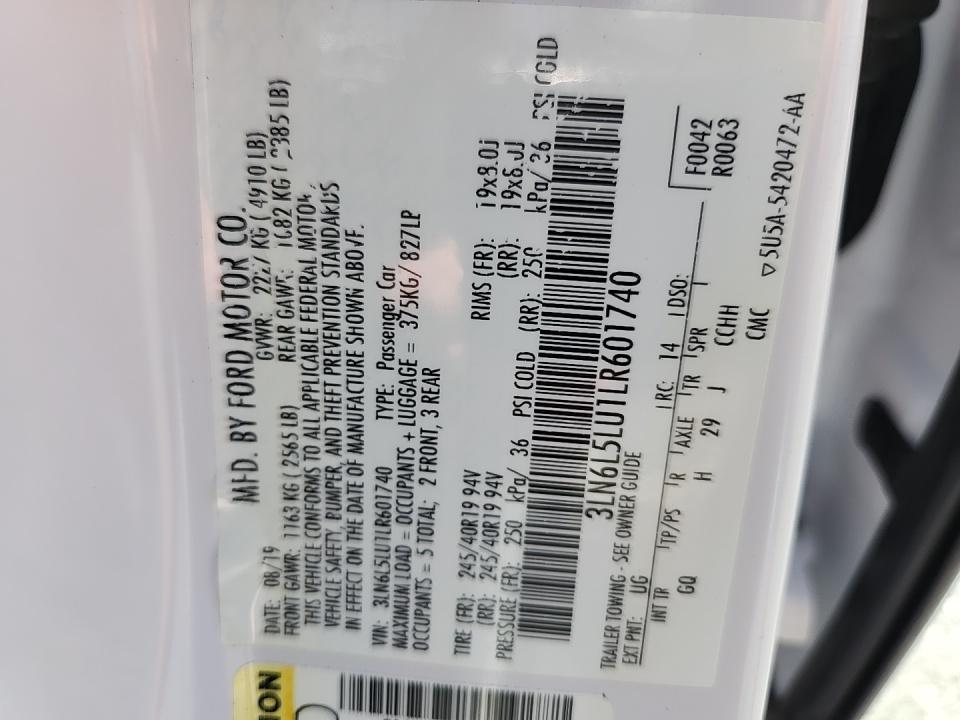 MFD. BY FORD MOTOR CO.
DATE: 08/19 GVWR: 2227 KG ( 4910 LB)
FRONT GAWR: 1163 KG ( 2565 LB) REAR GAWR: 1082 KG ( 2385 LB)
THIS VEHICLE CONFORMS TO ALL APPLICABLE FEDERAL MOTOR
VEHICLE SAFETY, BUMPER, AND THEFT PREVENTION STANDARDS
IN EFFECT ON THE DATE OF MANUFACTURE SHOWN ABOVE.
VIN: 3LN6L5LU1LR601740 TYPE: Passenger Car
MAXIMUM LOAD = OCCUPANTS + LUGGAGE = 375KG/ 827LB
OCCUPANTS = 5 TOTAL; 2 FRONT, 3 REAR
TIRE (FR): 245/40R19 94V RIMS (FR): 19x8.0J
(RR): 245/40R19 94V (RR): 19x8.0J
PRESSURE (FR): 250 kPa/ 36 PSI COLD (RR): 250 kPa/ 36 PSI COLD
3LN6L5LU1LR601740
TRAILER TOWING - SEE OWNER GUIDE
EXT PNT: UG RC: 14 DSO: F0042
R0063
INT TR TP/PS R AXLE TR SPR
GQ H 29 J CCHH
CMC
▽5U5A-5420472-AA
ION